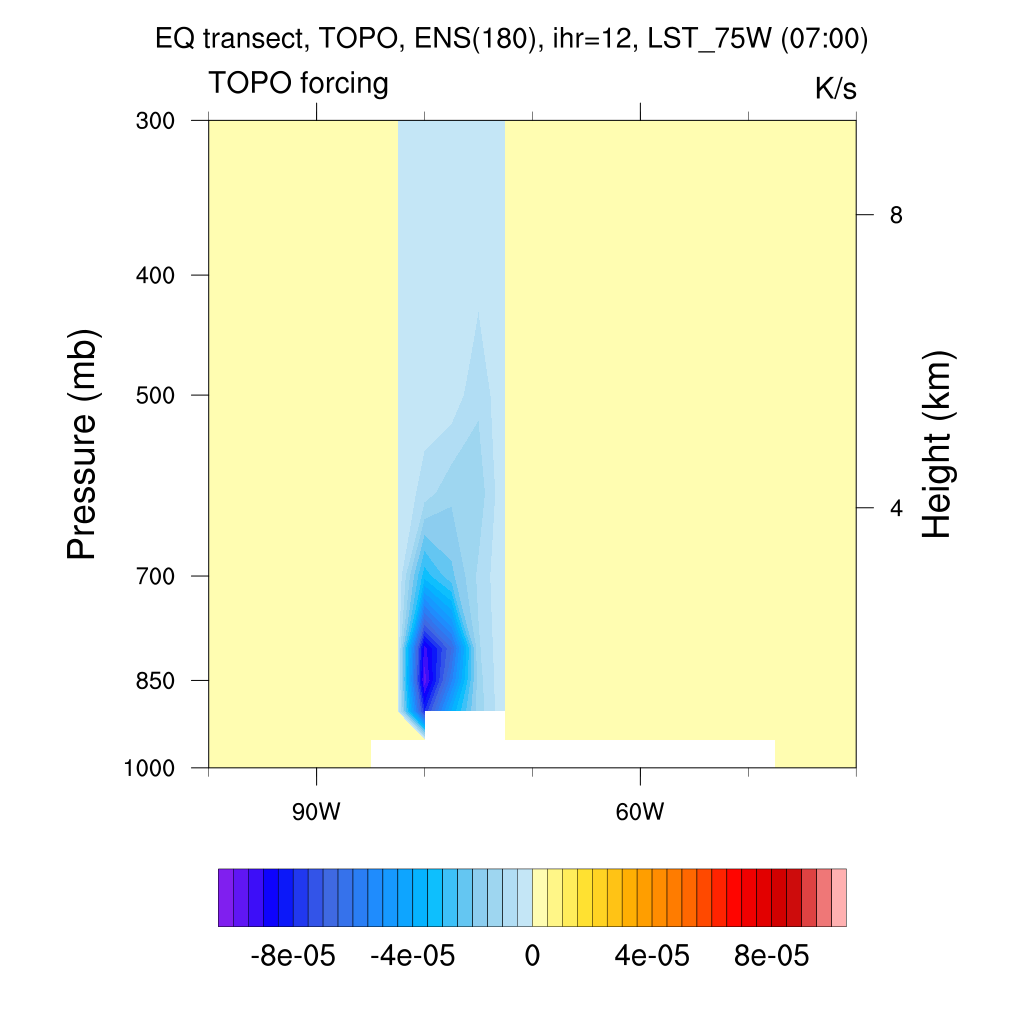 EQ transect, TOPO, ENS(180), ihr=12, LST_75W (07:00)
TOPO forcing
K/s
300
400
500
700
850
1000
Pressure (mb)
8
4
Height (km)
90W
60W
-8e-05
-4e-05
0
4e-05
8e-05